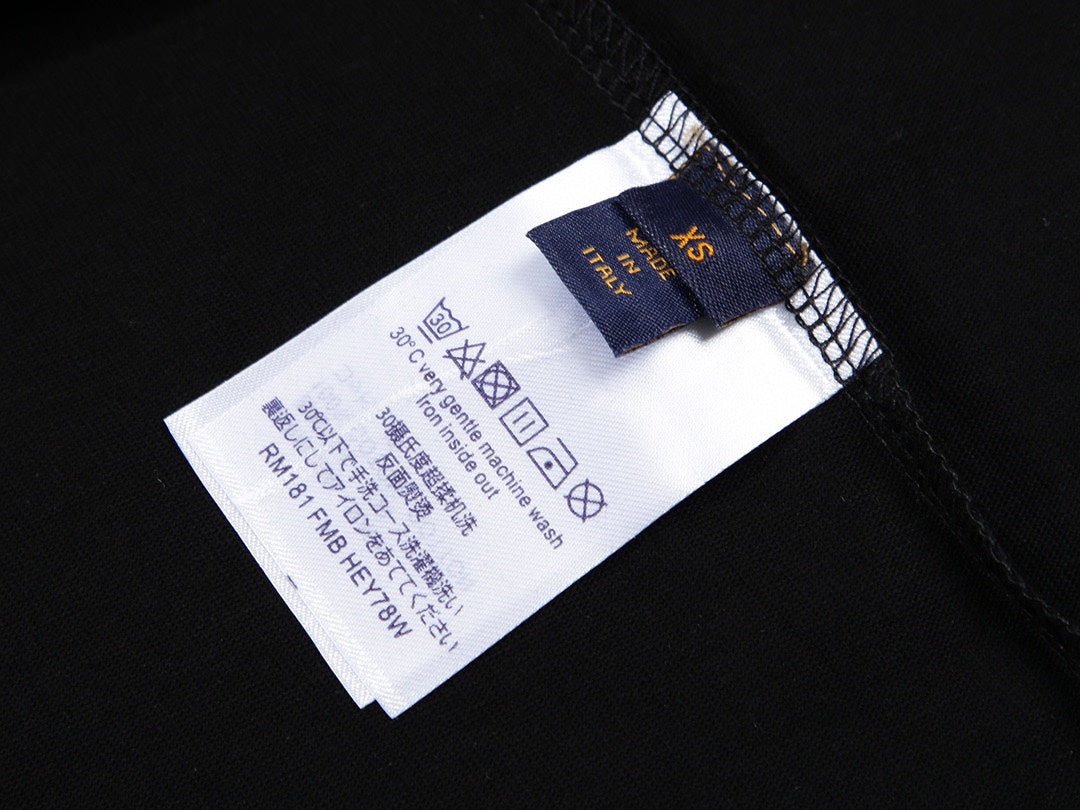 XS
MADE
IN
ITALY
30
30°C very gentle machine wash
Iron inside out
30摄氏度超柔机洗
反面熨烫
30℃以下で手洗コース洗濯機洗い
裏返しにしてアイロンをあててください
RM181 FMB HEY78W